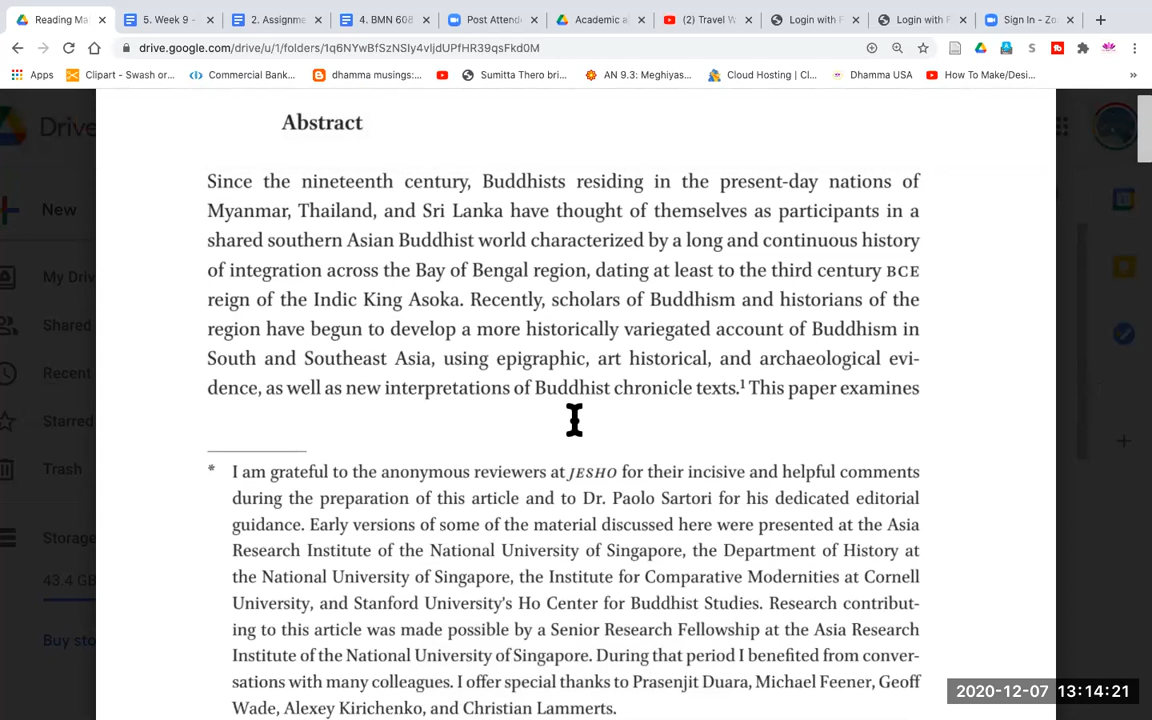 Reading Ma
5. Week 9 -
2. Assignme
4. BMN 608
Post Attend
Academic a
(2) Travel W
Login with F
Login with F
Sign In - Zo
drive.google.com/drive/u/1/folders/1q6NYwBfSzNSIy4vljdUPfHR39qsFkd0M
Apps
Clipart - Swash or...
Commercial Bank...
dhamma musings:...
Sumitta Thero bri...
AN 9.3: Meghiyas...
Cloud Hosting | Cl...
Dhamma USA
How To Make/Desi...
»
Drive
New
My Driv
Shared
Recent
Starred
Trash
Storage
43.4 GB
Buy sto
Abstract
Since the nineteenth century, Buddhists residing in the present-day nations of
Myanmar, Thailand, and Sri Lanka have thought of themselves as participants in a
shared southern Asian Buddhist world characterized by a long and continuous history
of integration across the Bay of Bengal region, dating at least to the third century BCE
reign of the Indic King Asoka. Recently, scholars of Buddhism and historians of the
region have begun to develop a more historically variegated account of Buddhism in
South and Southeast Asia, using epigraphic, art historical, and archaeological evi-
dence, as well as new interpretations of Buddhist chronicle texts.¹ This paper examines
* I am grateful to the anonymous reviewers at JESHO for their incisive and helpful comments
during the preparation of this article and to Dr. Paolo Sartori for his dedicated editorial
guidance. Early versions of some of the material discussed here were presented at the Asia
Research Institute of the National University of Singapore, the Department of History at
the National University of Singapore, the Institute for Comparative Modernities at Cornell
University, and Stanford University's Ho Center for Buddhist Studies. Research contribut-
ing to this article was made possible by a Senior Research Fellowship at the Asia Research
Institute of the National University of Singapore. During that period I benefited from conver-
sations with many colleagues. I offer special thanks to Prasenjit Duara, Michael Feener, Geoff
Wade, Alexey Kirichenko, and Christian Lammerts.
2020-12-07 13:14:21